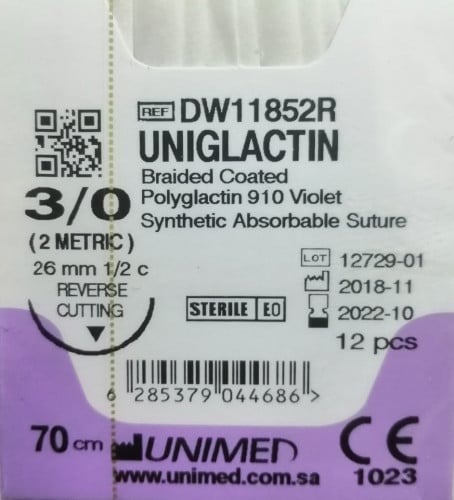 REF DW11852R
UNIGLACTIN
Braided Coated
Polyglactin 910 Violet
Synthetic Absorbable Suture
3/0
(2 METRIC)
26 mm 1/2 c
REVERSE
CUTTING
LOT 12729-01
2018-11
2022-10
STERILE EO
12 pcs
6 285379 044686 >
70 cm
UNIMED
www.unimed.com.sa
CE
1023